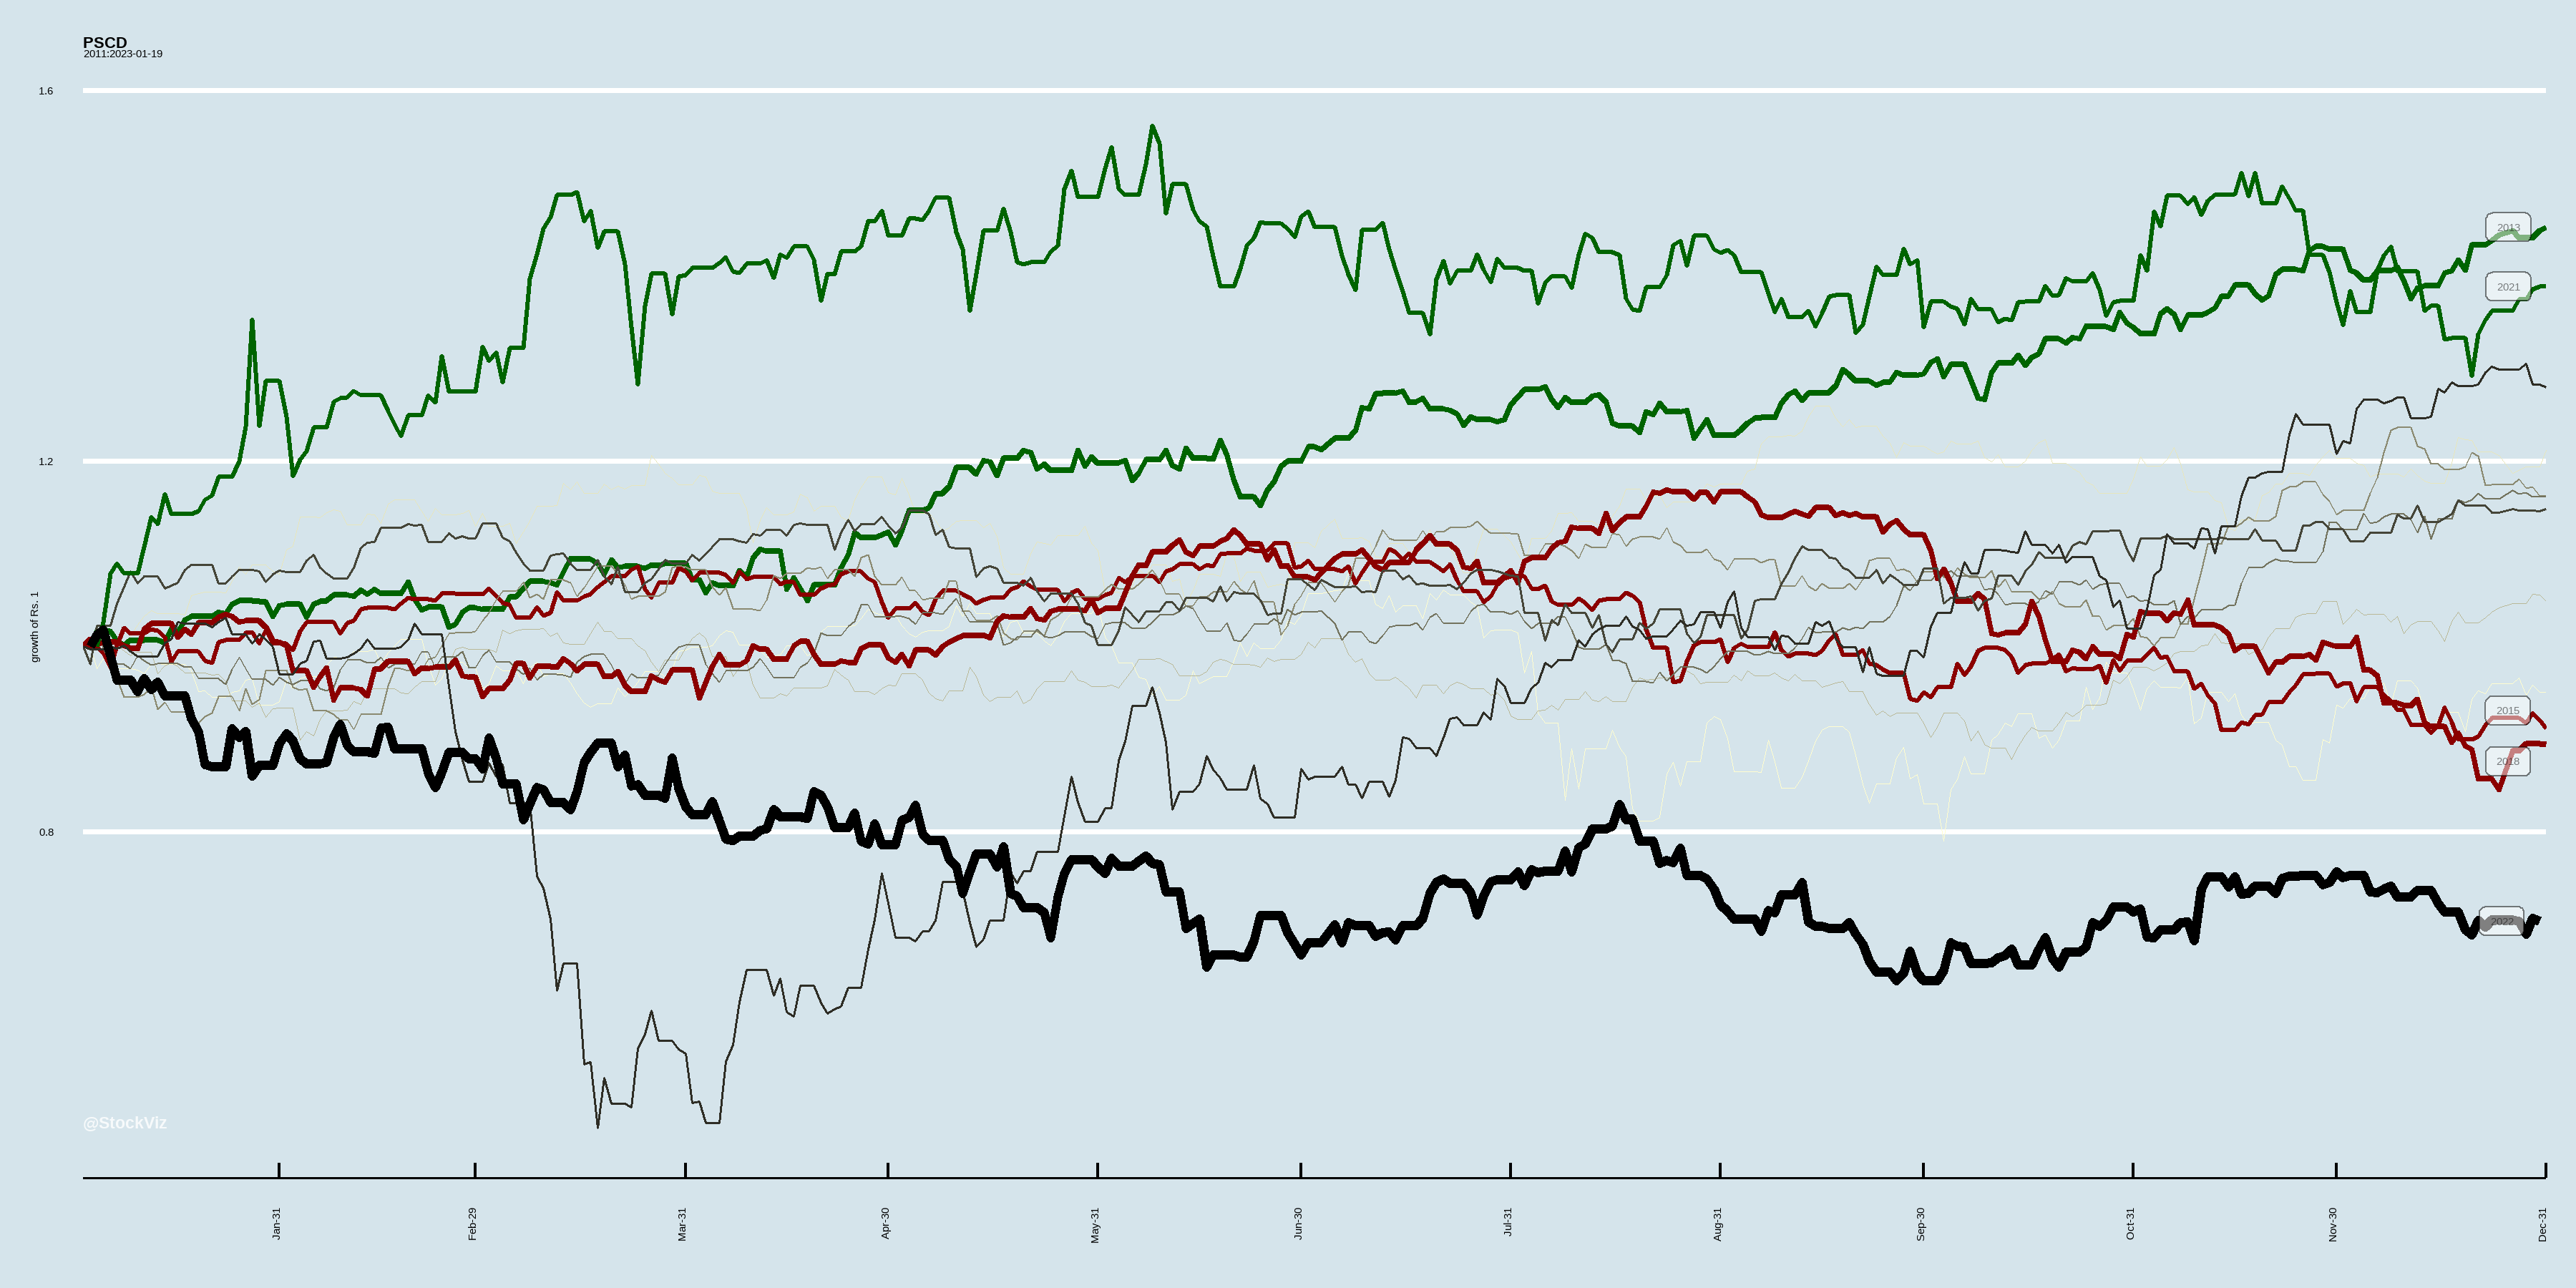 PSCD
2011:2023-01-19
1.6
1.2
0.8
growth of Rs. 1
2013
2021
2015
2018
2022
@StockViz
Jan-31
Feb-29
Mar-31
Apr-30
May-31
Jun-30
Jul-31
Aug-31
Sep-30
Oct-31
Nov-30
Dec-31